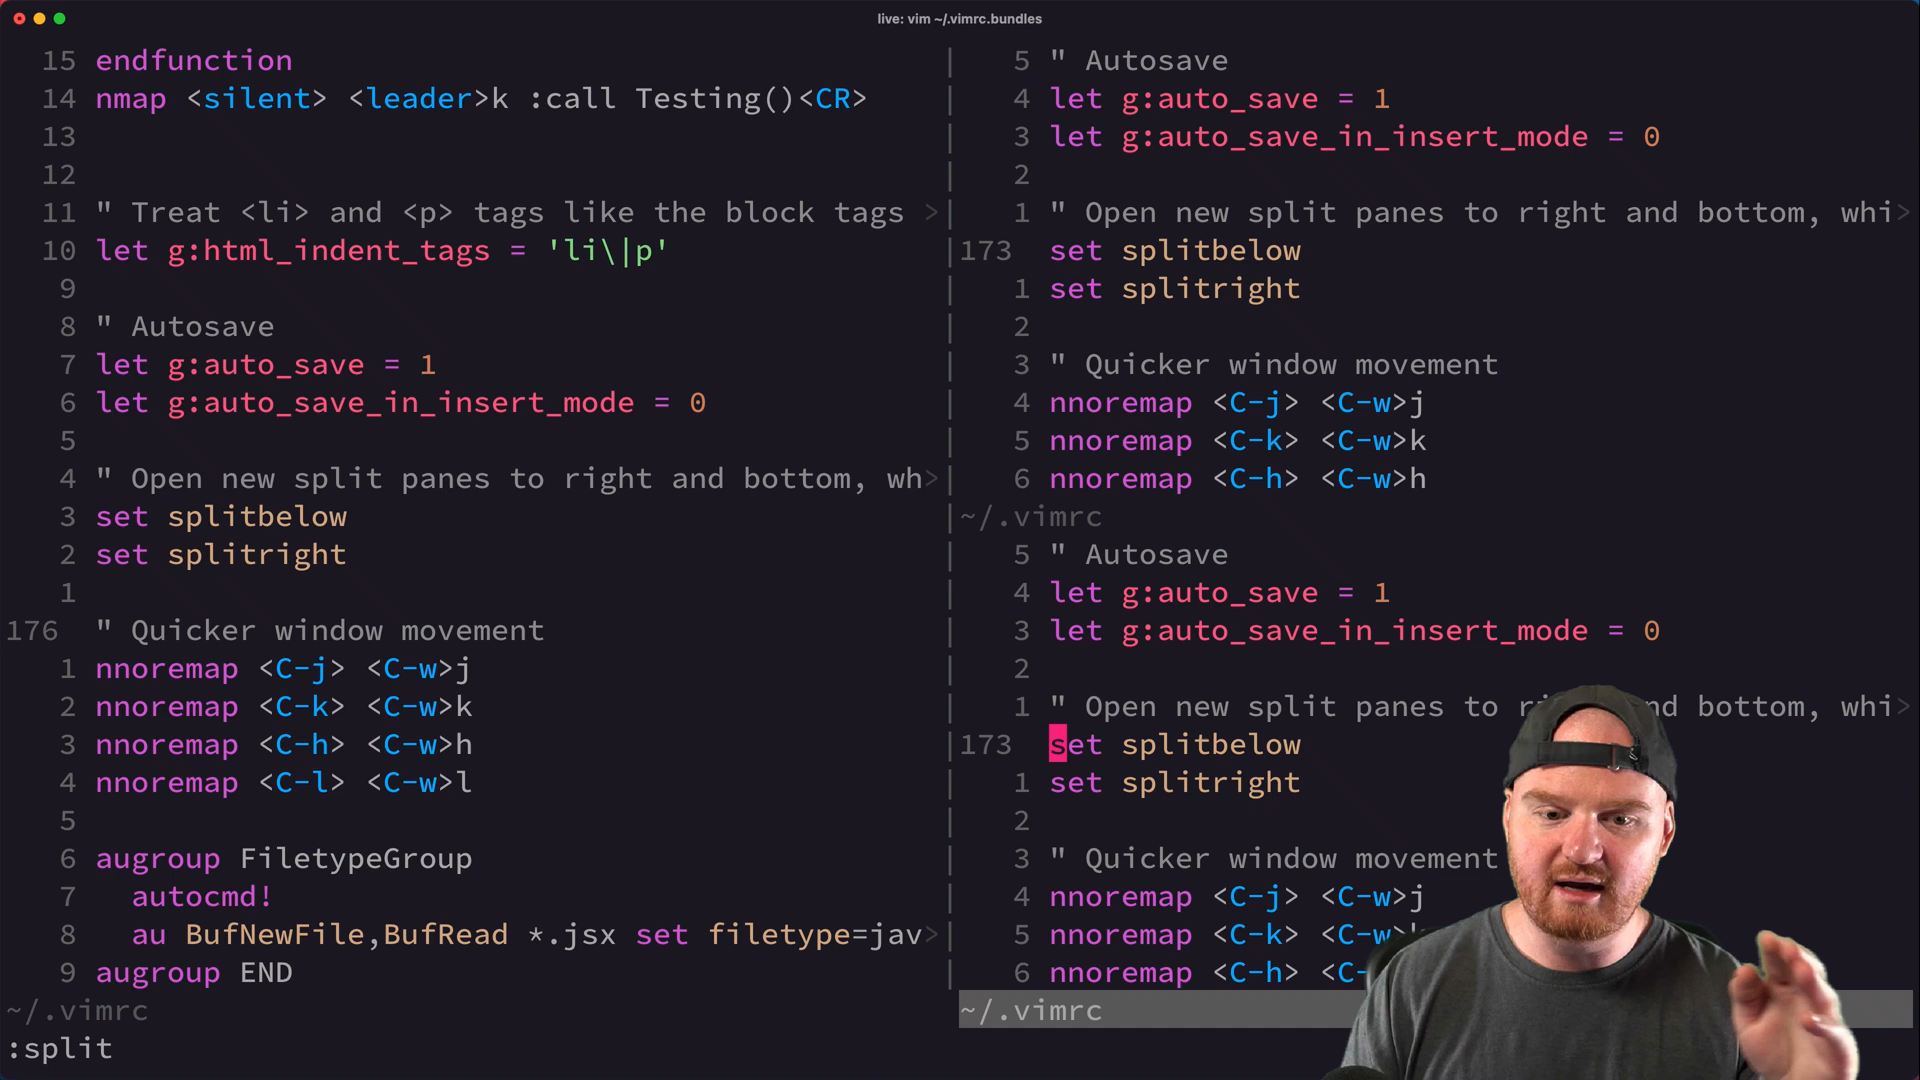 live: vim ~/.vimrc.bundles
15 endfunction
14 nmap <silent> <leader>k :call Testing()<CR>
13
12
11 " Treat <li> and <p> tags like the block tags >
10 let g:html_indent_tags = 'li\|p'
9
8 " Autosave
7 let g:auto_save = 1
6 let g:auto_save_in_insert_mode = 0
5
4 " Open new split panes to right and bottom, wh>
3 set splitbelow
2 set splitright
1
176 " Quicker window movement
1 nnoremap <C-j> <C-w>j
2 nnoremap <C-k> <C-w>k
3 nnoremap <C-h> <C-w>h
4 nnoremap <C-l> <C-w>l
5
6 augroup FiletypeGroup
7 autocmd!
8 au BufNewFile,BufRead *.jsx set filetype=jav>
9 augroup END
~/.vimrc
:split
5 " Autosave
4 let g:auto_save = 1
3 let g:auto_save_in_insert_mode = 0
2
1 " Open new split panes to right and bottom, whi>
173 set splitbelow
1 set splitright
2
3 " Quicker window movement
4 nnoremap <C-j> <C-w>j
5 nnoremap <C-k> <C-w>k
6 nnoremap <C-h> <C-w>h
~/.vimrc
5 " Autosave
4 let g:auto_save = 1
3 let g:auto_save_in_insert_mode = 0
2
1 " Open new split panes to and bottom, whi>
173 set splitbelow
1 set splitright
2
3 " Quicker window movement
4 nnoremap <C-j> <C-w>j
5 nnoremap <C-k> <C-w
6 nnoremap <C-h> <C-
~/.vimrc